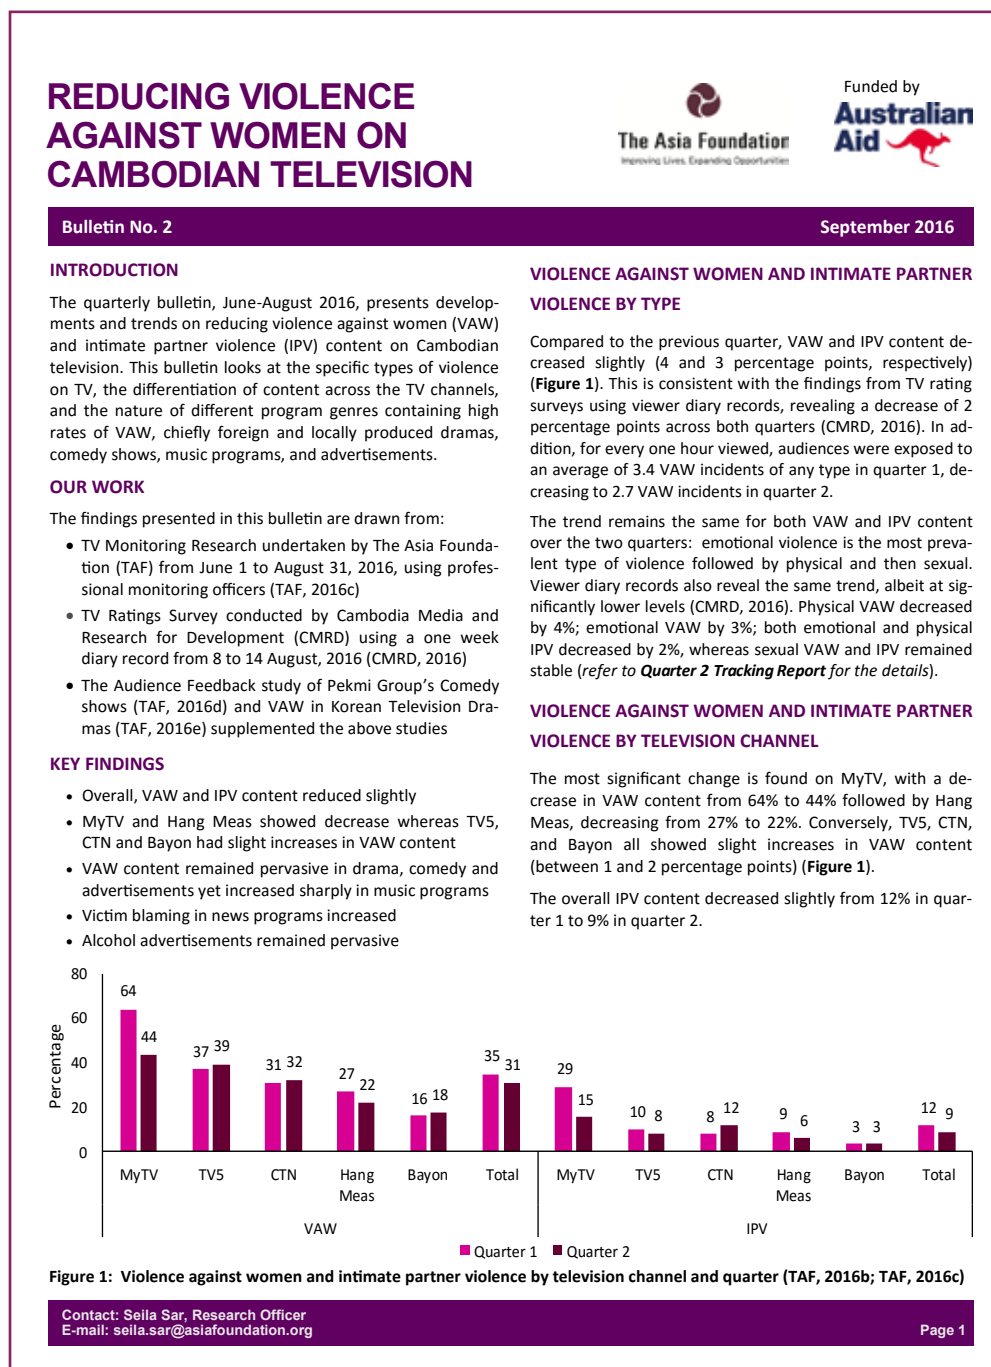 REDUCING VIOLENCE
AGAINST WOMEN ON
CAMBODIAN TELEVISION
The Asia Foundation
Improving Lives, Expanding Opportunities
Funded by
Australian
Aid
Bulletin No. 2
September 2016
INTRODUCTION
The quarterly bulletin, June-August 2016, presents develop-
ments and trends on reducing violence against women (VAW)
and intimate partner violence (IPV) content on Cambodian
television. This bulletin looks at the specific types of violence
on TV, the differentiation of content across the TV channels,
and the nature of different program genres containing high
rates of VAW, chiefly foreign and locally produced dramas,
comedy shows, music programs, and advertisements.
OUR WORK
The findings presented in this bulletin are drawn from:
• TV Monitoring Research undertaken by The Asia Founda-
tion (TAF) from June 1 to August 31, 2016, using profes-
sional monitoring officers (TAF, 2016c)
• TV Ratings Survey conducted by Cambodia Media and
Research for Development (CMRD) using a one week
diary record from 8 to 14 August, 2016 (CMRD, 2016)
• The Audience Feedback study of Pekmi Group's Comedy
shows (TAF, 2016d) and VAW in Korean Television Dra-
mas (TAF, 2016e) supplemented the above studies
KEY FINDINGS
• Overall, VAW and IPV content reduced slightly
• MyTV and Hang Meas showed decrease whereas TV5,
CTN and Bayon had slight increases in VAW content
• VAW content remained pervasive in drama, comedy and
advertisements yet increased sharply in music programs
• Victim blaming in news programs increased
• Alcohol advertisements remained pervasive
VIOLENCE AGAINST WOMEN AND INTIMATE PARTNER
VIOLENCE BY TYPE
Compared to the previous quarter, VAW and IPV content de-
creased slightly (4 and 3 percentage points, respectively)
(Figure 1). This is consistent with the findings from TV rating
surveys using viewer diary records, revealing a decrease of 2
percentage points across both quarters (CMRD, 2016). In ad-
dition, for every one hour viewed, audiences were exposed to
an average of 3.4 VAW incidents of any type in quarter 1, de-
creasing to 2.7 VAW incidents in quarter 2.
The trend remains the same for both VAW and IPV content
over the two quarters: emotional violence is the most preva-
lent type of violence followed by physical and then sexual.
Viewer diary records also reveal the same trend, albeit at sig-
nificantly lower levels (CMRD, 2016). Physical VAW decreased
by 4%; emotional VAW by 3%; both emotional and physical
IPV decreased by 2%, whereas sexual VAW and IPV remained
stable (refer to Quarter 2 Tracking Report for the details).
VIOLENCE AGAINST WOMEN AND INTIMATE PARTNER
VIOLENCE BY TELEVISION CHANNEL
The most significant change is found on MyTV, with a de-
crease in VAW content from 64% to 44% followed by Hang
Meas, decreasing from 27% to 22%. Conversely, TV5, CTN,
and Bayon all showed slight increases in VAW content
(between 1 and 2 percentage points) (Figure 1).
The overall IPV content decreased slightly from 12% in quar-
ter 1 to 9% in quarter 2.
Percentage
80
60
40
20
0
64 44 37 39 31 32 27 22 16 18 35 31 29 15 10 8 8 12 9 6 3 3 12 9
MyTV TV5 CTN Hang Meas Bayon Total MyTV TV5 CTN Hang Meas Bayon Total
VAW IPV
Quarter 1 Quarter 2
Figure 1: Violence against women and intimate partner violence by television channel and quarter (TAF, 2016b; TAF, 2016c)
Contact: Seila Sar, Research Officer
E-mail: seila.sar@asiafoundation.org
Page 1